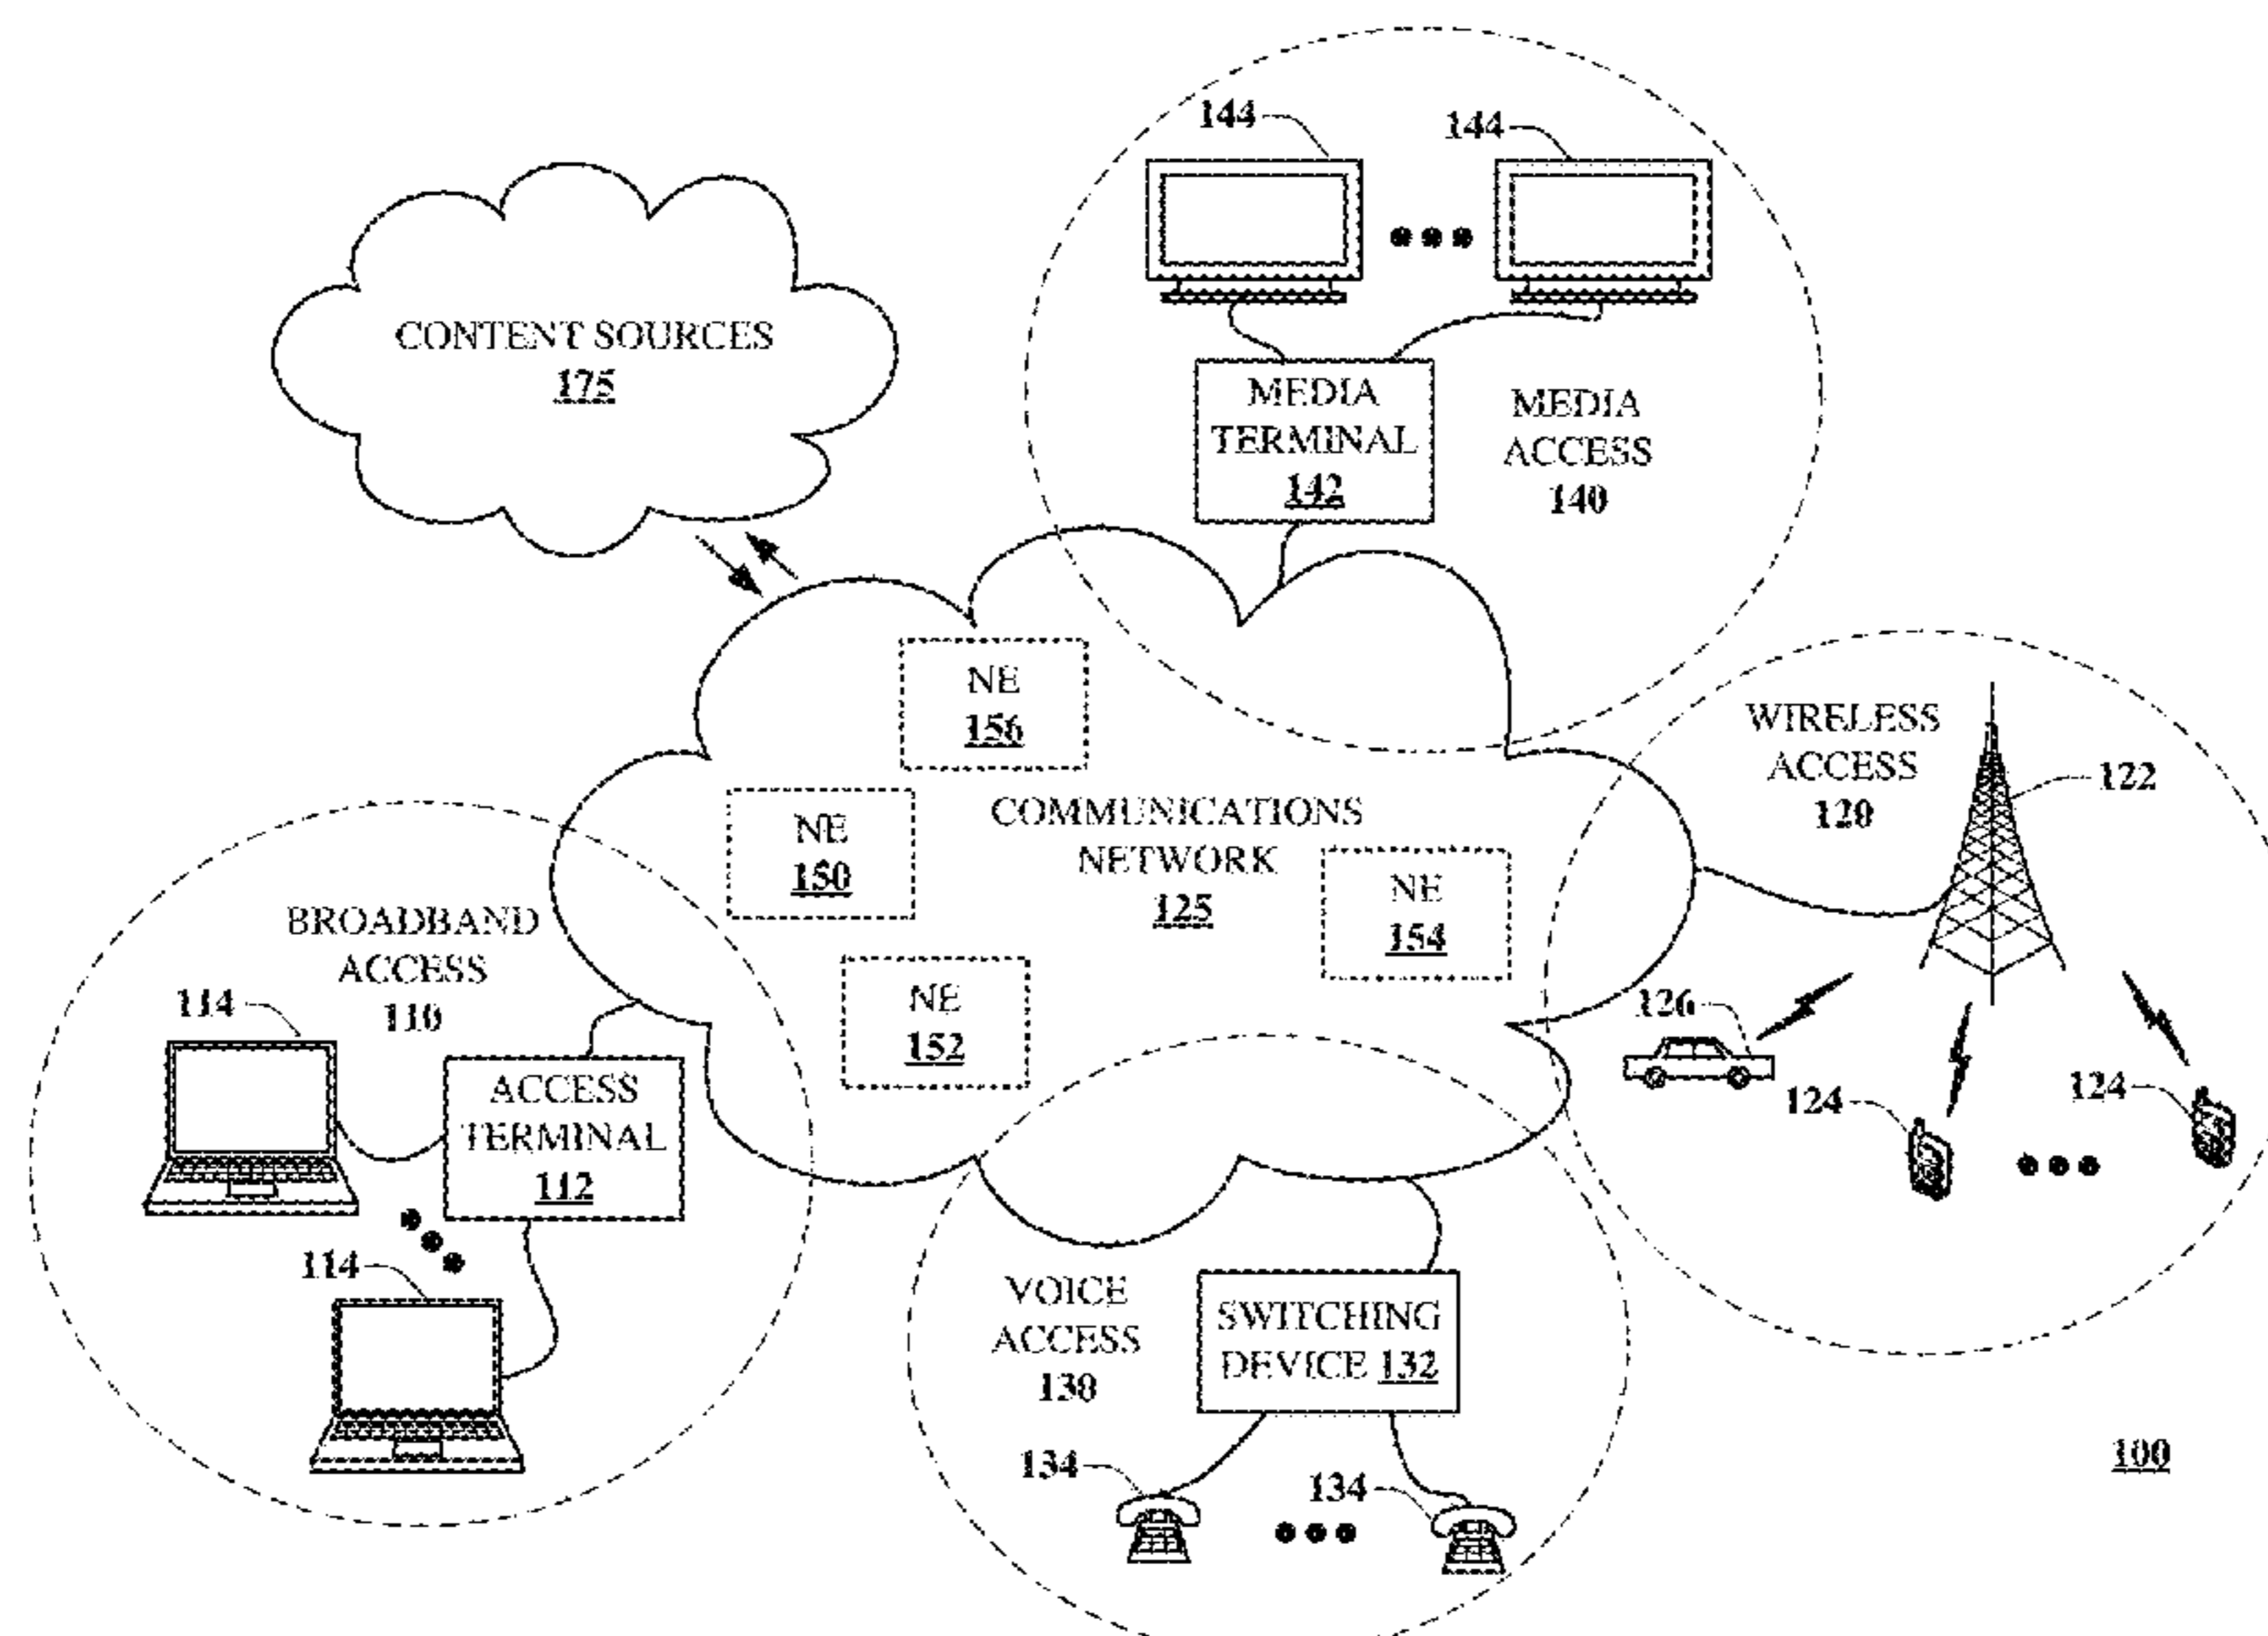 144
144
CONTENT SOURCES
175
MEDIA
TERMINAL
142
MEDIA
ACCESS
140
NE
156
WIRELESS
ACCESS
120
122
COMMUNICATIONS
NETWORK
125
NE
150
NE
154
BROADBAND
ACCESS
110
NE
152
114
ACCESS
TERMINAL
112
126
124
124
114
VOICE
ACCESS
130
SWITCHING
DEVICE 132
134
134
100